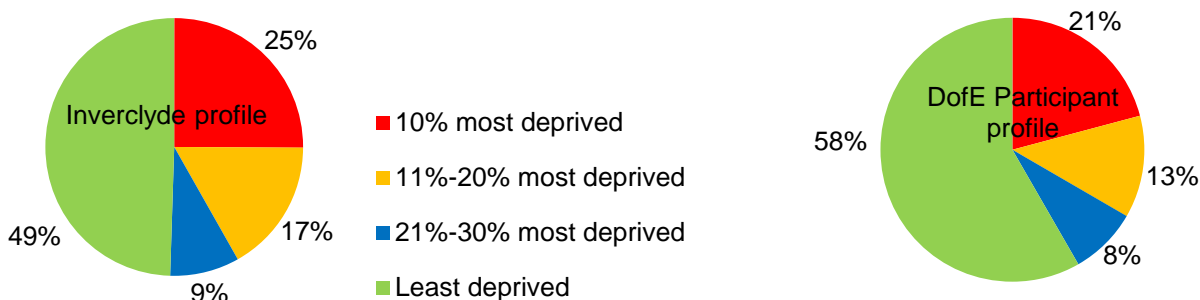 25%
Inverclyde profile
49%
17%
9%
10% most deprived
11%-20% most deprived
21%-30% most deprived
Least deprived
21%
DofE Participant
profile
58%
13%
8%